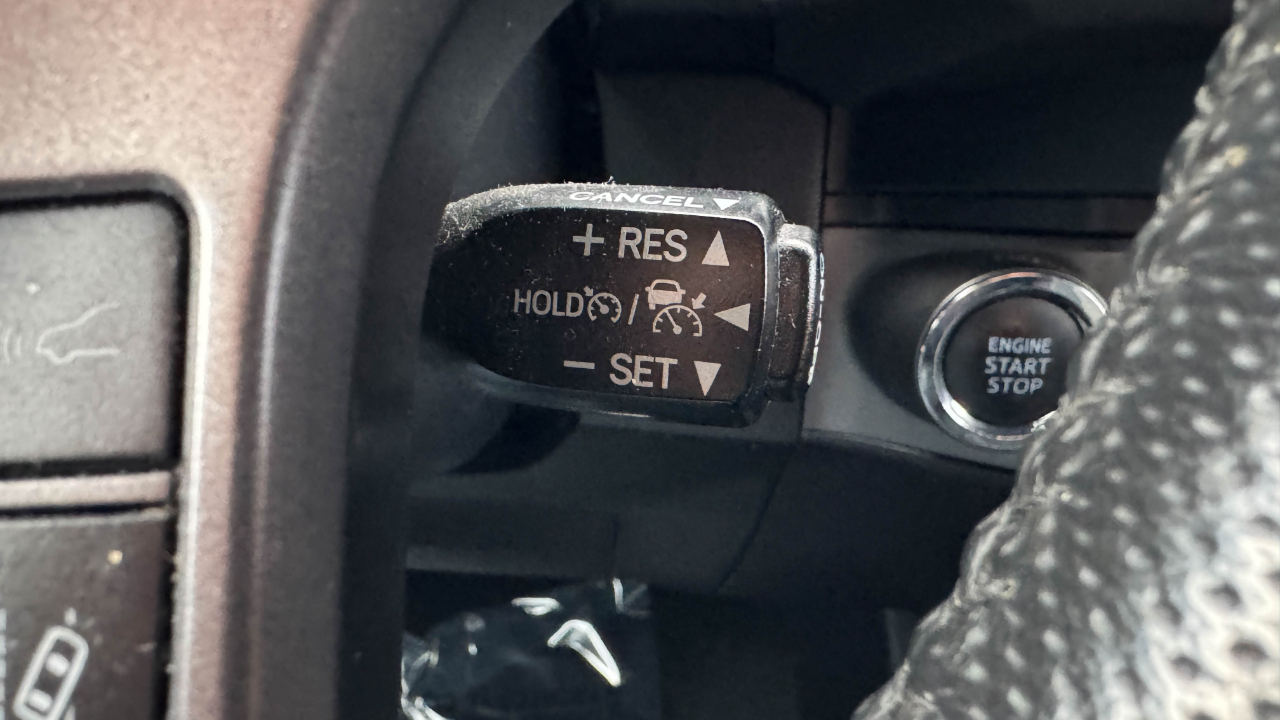 CANCEL ▼
+ RES ▲
HOLD / ◀
− SET ▼
ENGINE
START
STOP